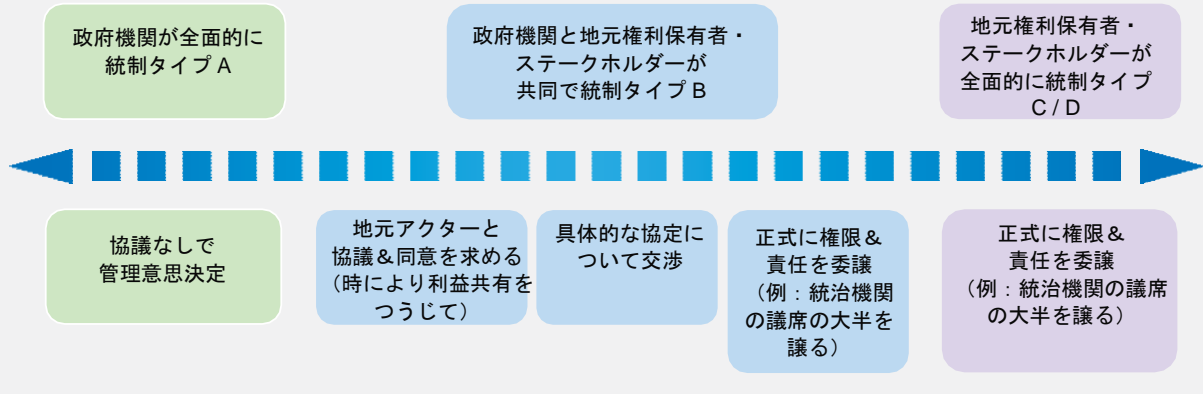 政府機関が全面的に
統制タイプA
政府機関と地元権利保有者・
ステークホルダーが
共同で統制タイプB
地元権利保有者・
ステークホルダーが
全面的に統制タイプ
C / D
協議なしで
管理意思決定
地元アクターと
協議＆同意を求める
（時により利益共有を
つうじて）
具体的な協定に
ついて交渉
正式に権限＆
責任を委譲
（例：統治機関
の議席の大半を
譲る）
正式に権限＆
責任を委譲
（例：統治機関の議席
の大半を譲る）